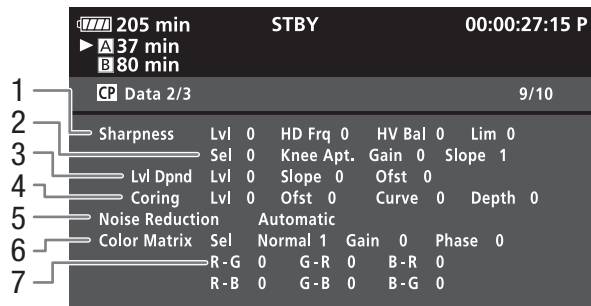 205 min STBY 00:00:27:15 P
A 37 min
B 80 min
CP Data 2/3 9/10
1 Sharpness Lvl 0 HD Frq 0 HV Bal 0 Lim 0
2 Sel 0 Knee Apt. Gain 0 Slope 1
3 Lvl Dpnd Lvl 0 Slope 0 Ofst 0
4 Coring Lvl 0 Ofst 0 Curve 0 Depth 0
5 Noise Reduction Automatic
6 Color Matrix Sel Normal 1 Gain 0 Phase 0
7 R-G 0 G-R 0 B-R 0
R-B 0 G-B 0 B-G 0